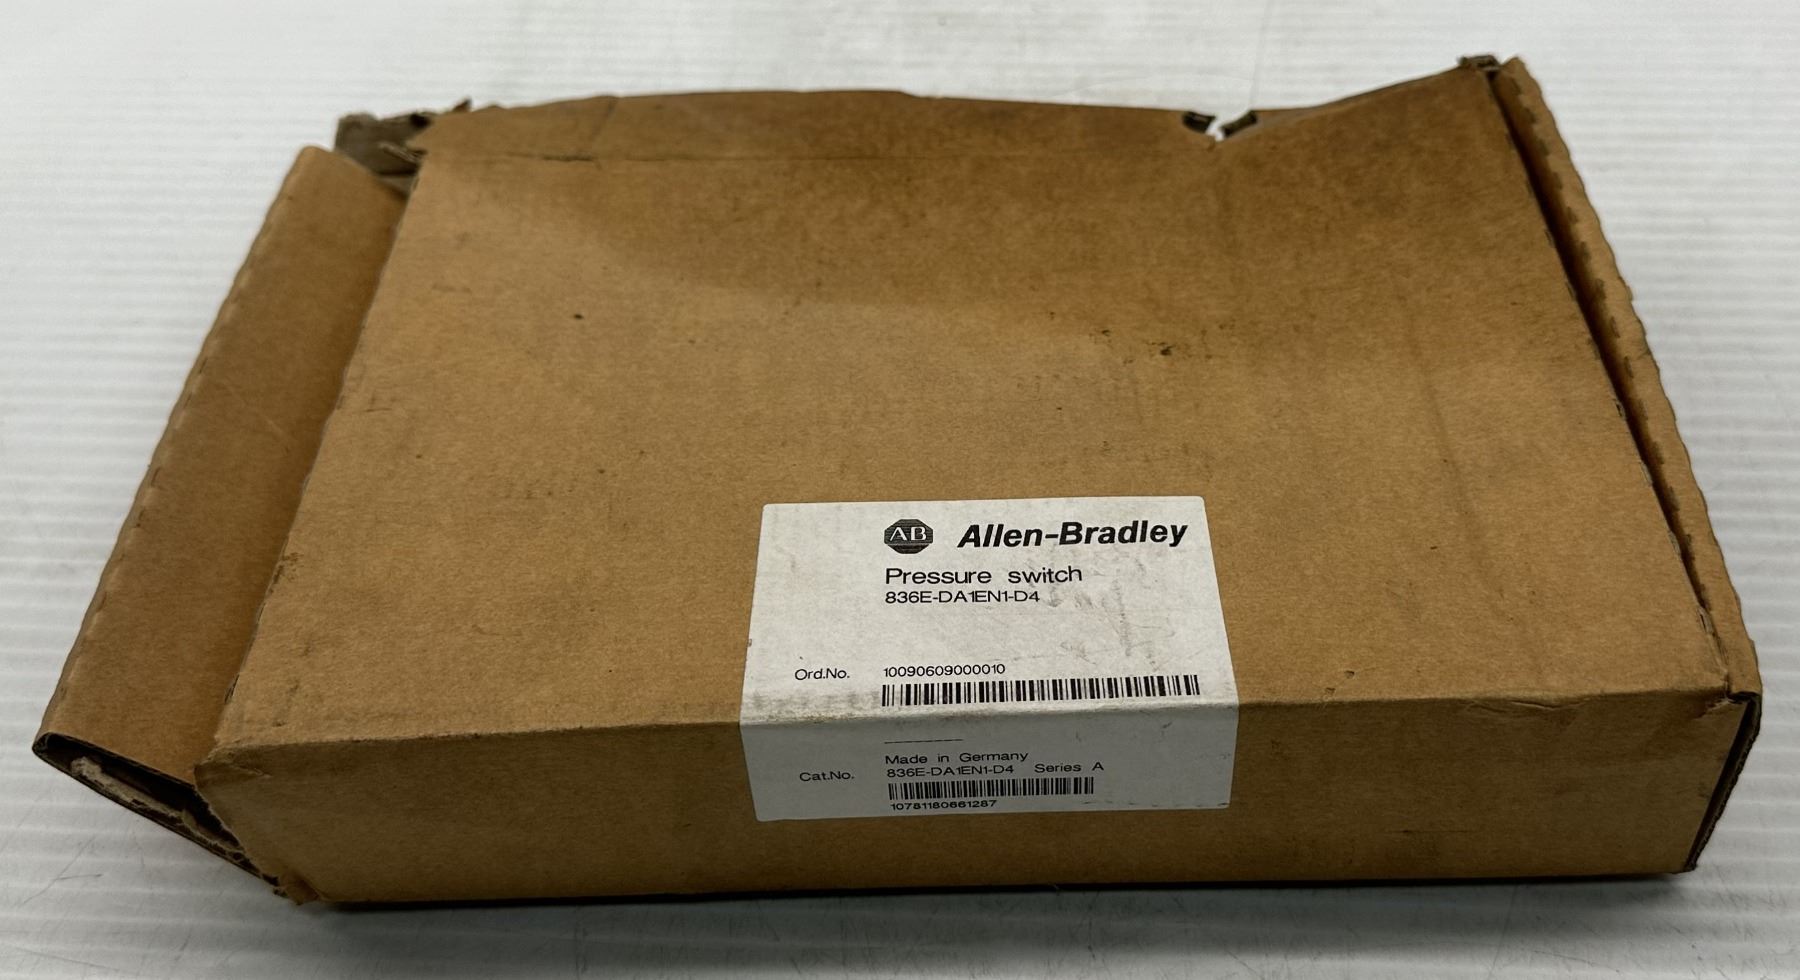 AB Allen-Bradley
Pressure switch
836E-DA1EN1-D4
Ord.No. 10090609000010
Made in Germany
Cat.No. 836E-DA1EN1-D4 Series A
10781180661287